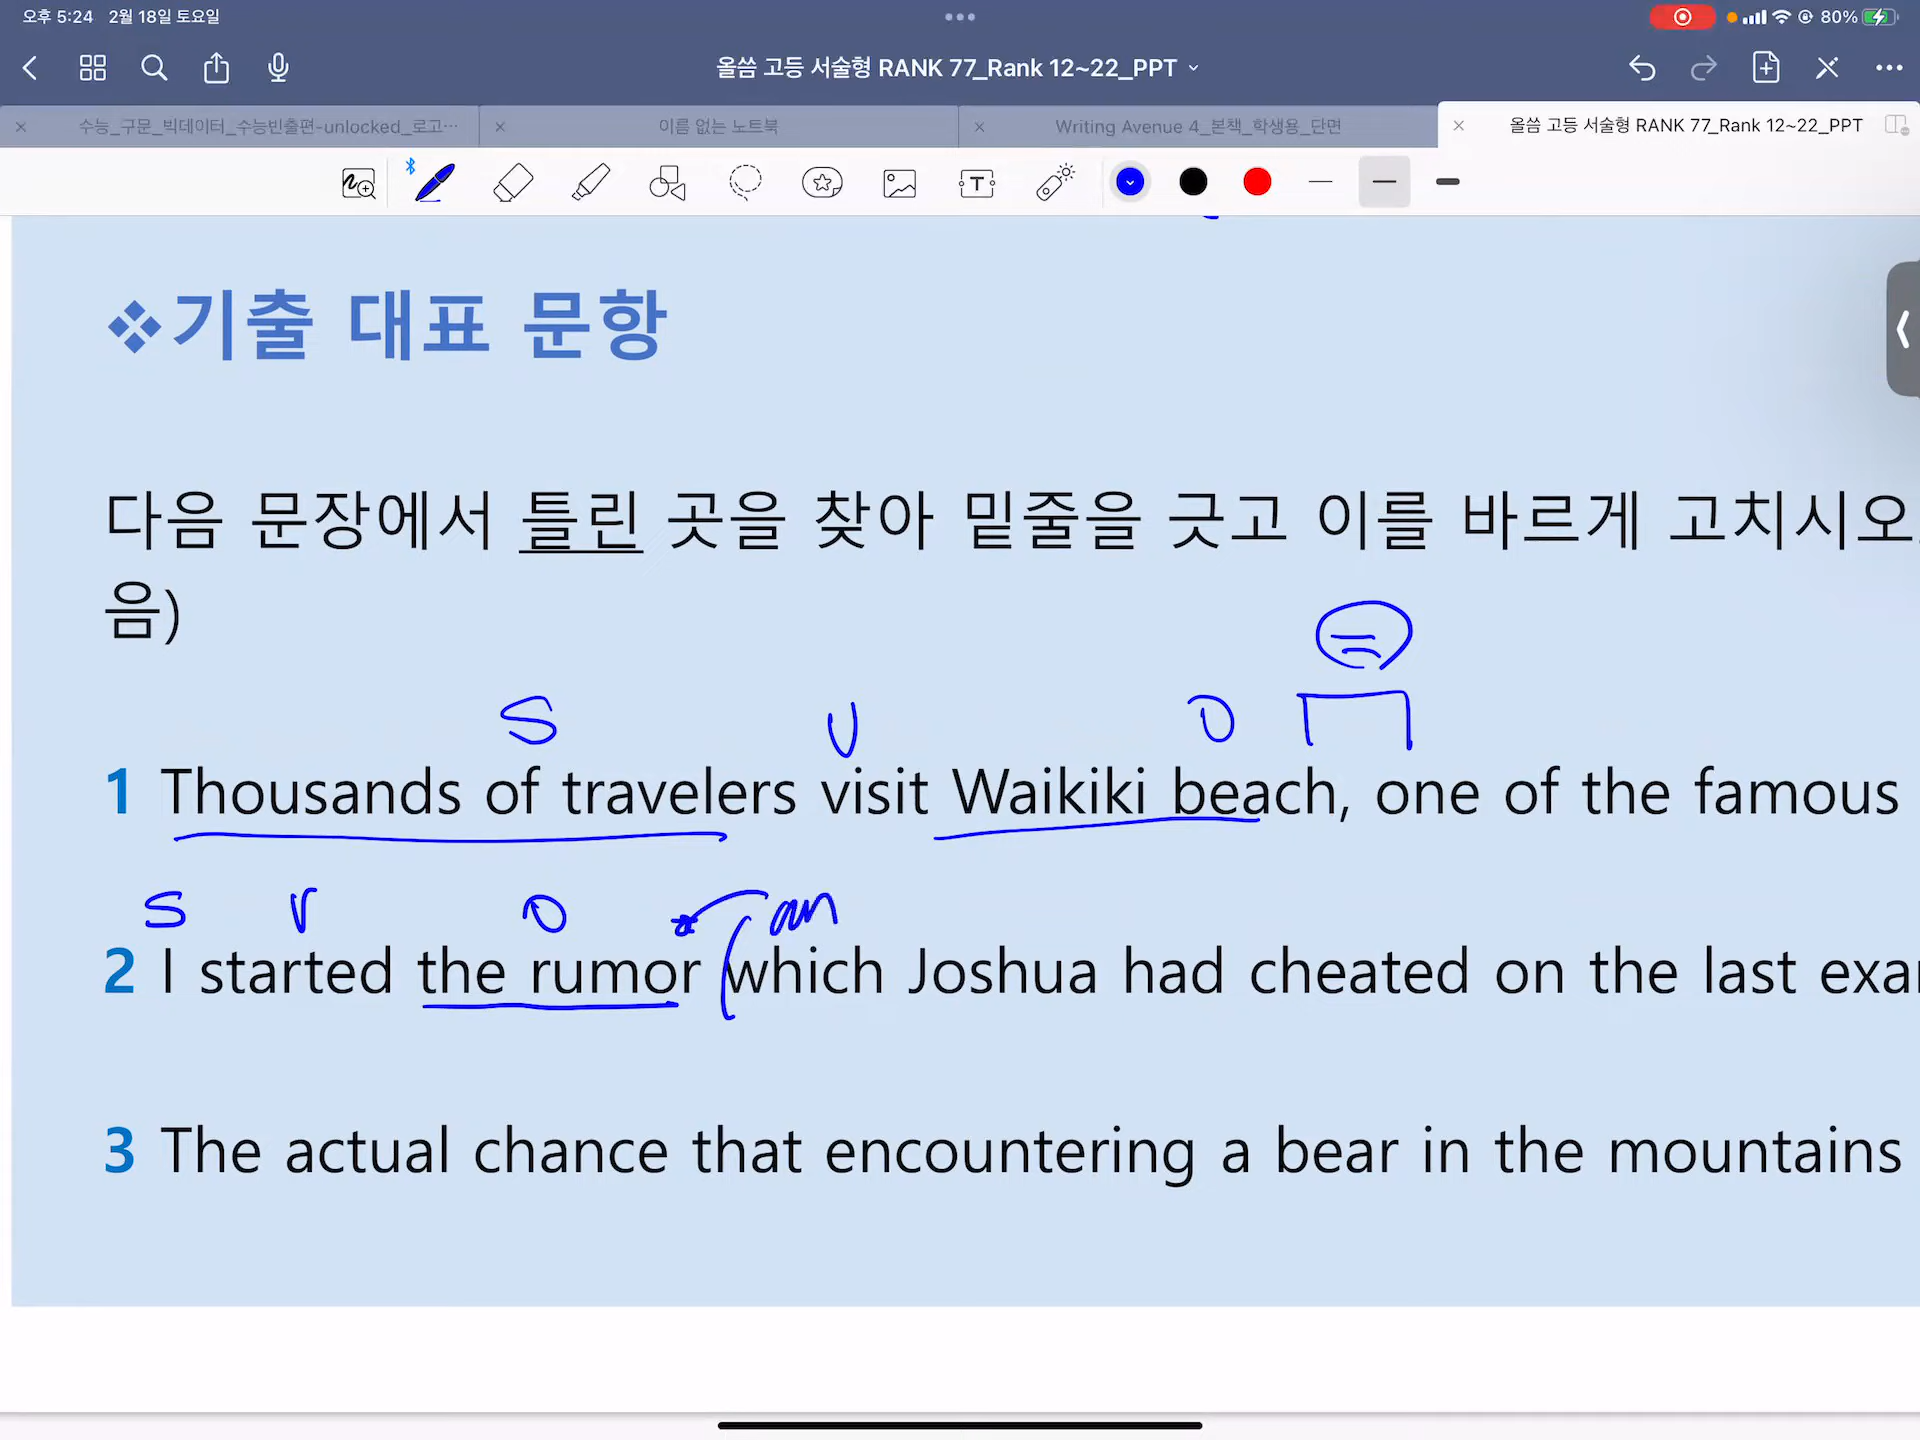 오후 5:24 2월 18일 토요일
80%
올씀 고등 서술형 RANK 77_Rank 12~22_PPT
수능_구문_빅데이터_수능빈출편-unlocked_로고…
이름 없는 노트북
Writing Avenue 4_본책_학생용_단면
올씀 고등 서술형 RANK 77_Rank 12~22_PPT
T
❖기출 대표 문항
다음 문장에서 틀린 곳을 찾아 밑줄을 긋고 이를 바르게 고치시오.
음)
=
S V O
1 Thousands of travelers visit Waikiki beach, one of the famous
S V O
2 I started the rumor (which Joshua had cheated on the last exa
3 The actual chance that encountering a bear in the mountains